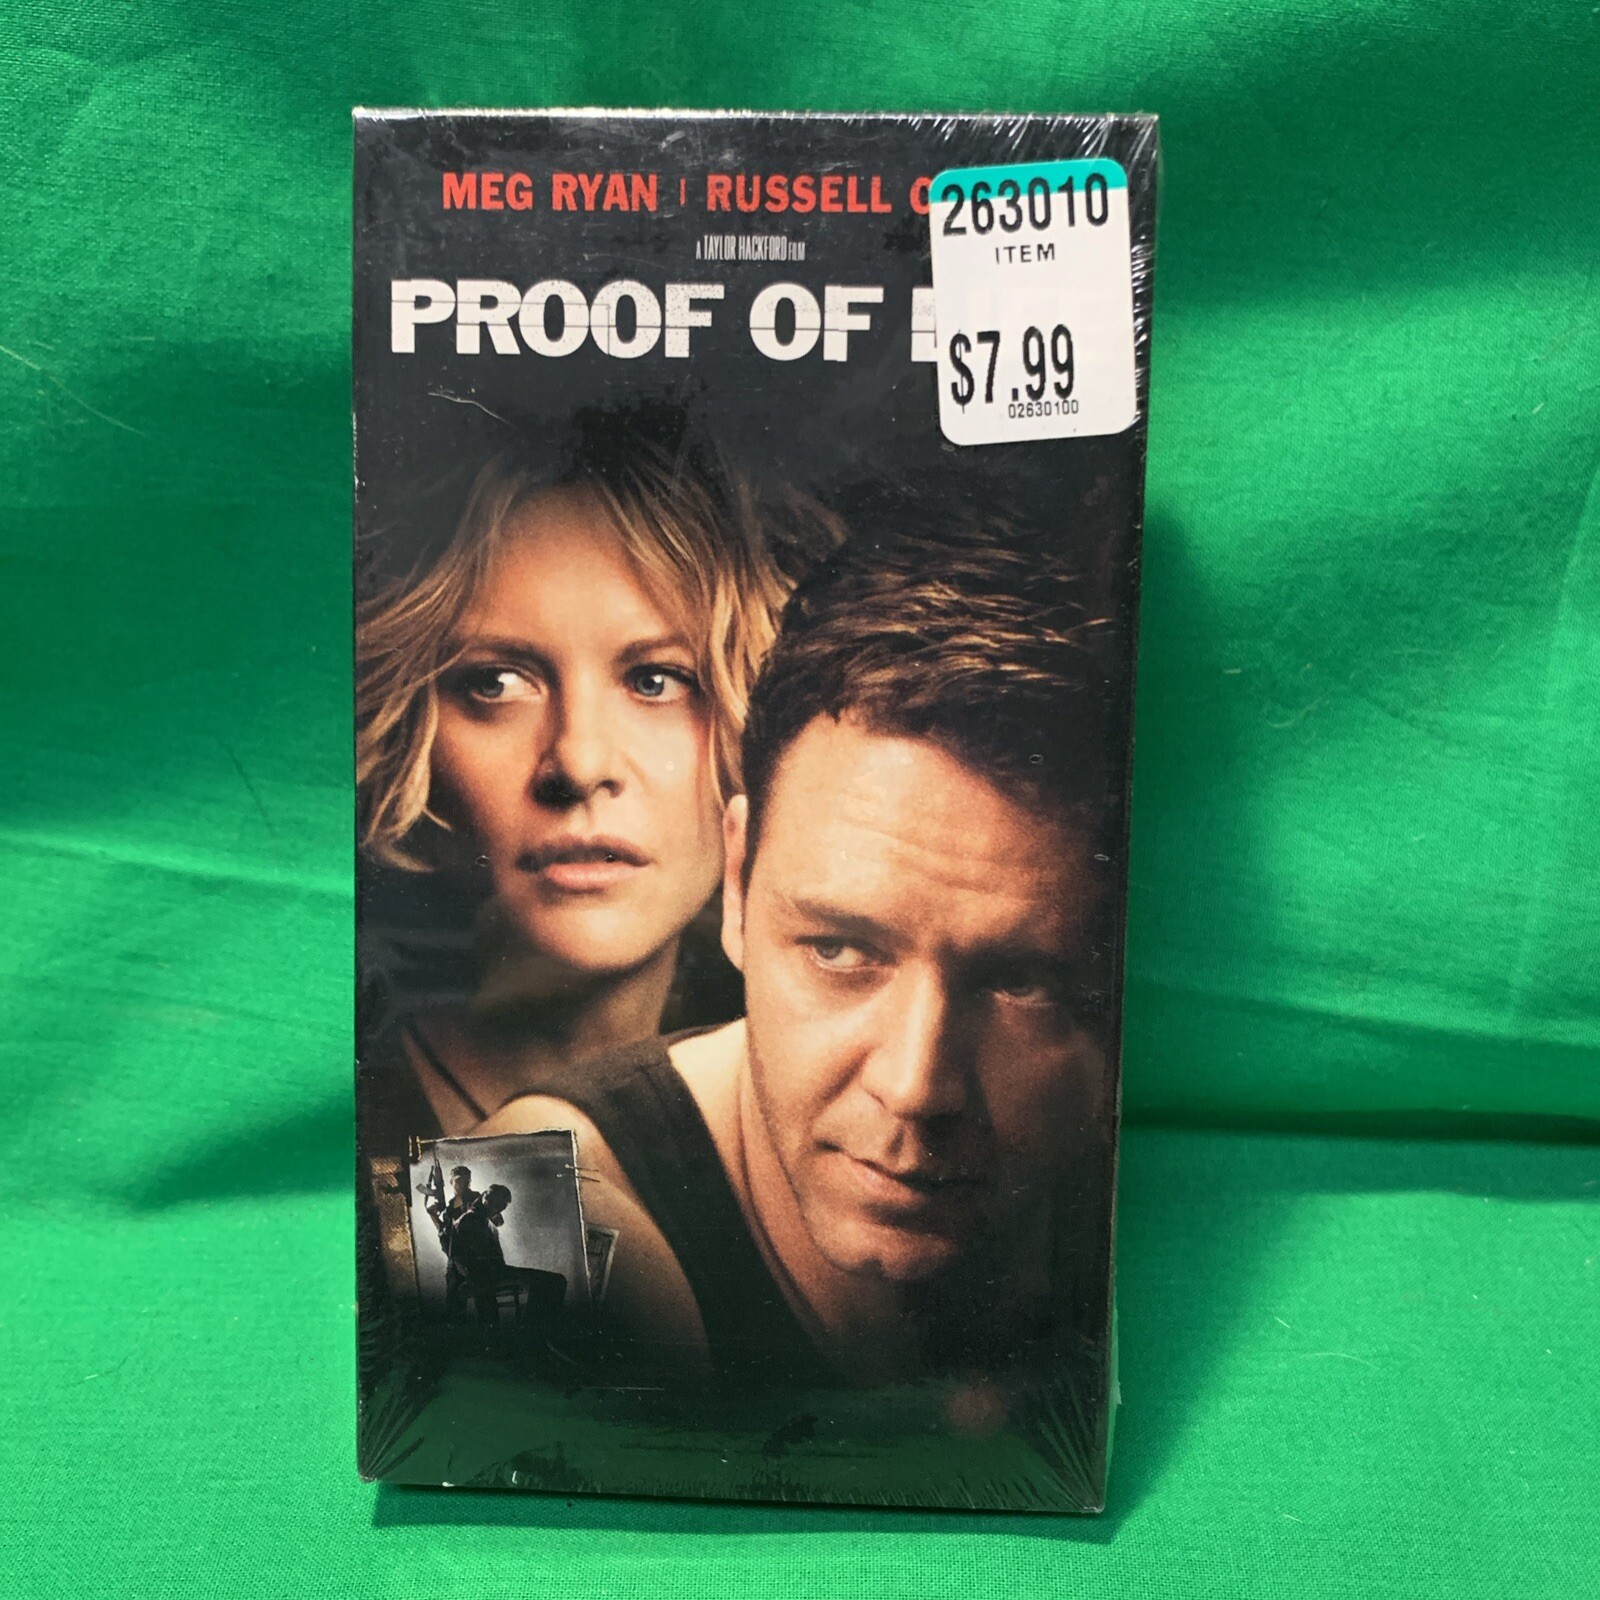 MEG RYAN | RUSSELL
263010
ITEM
A TAYLOR HACKFORD FILM
PROOF OF
$7.99
02630100